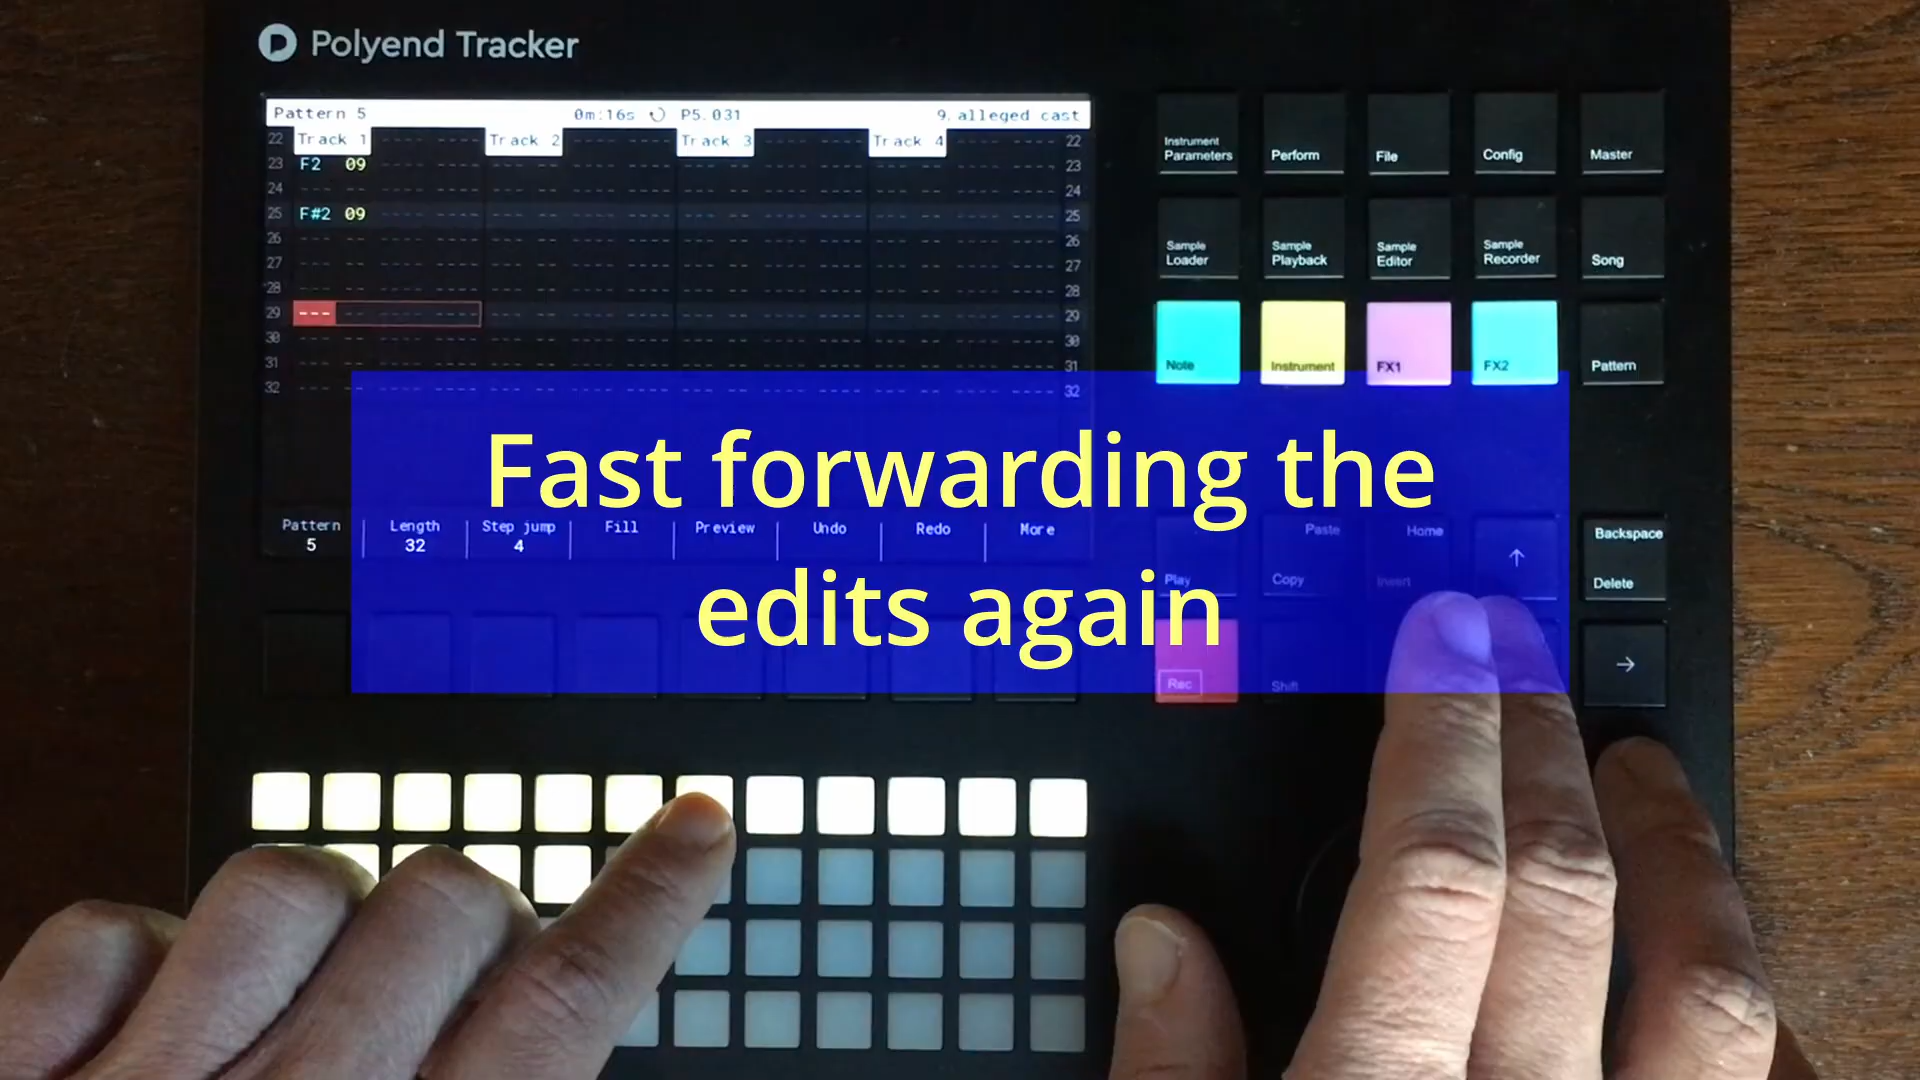 Polyend Tracker
Pattern 5 0m:16s P5.031 9.alleged cast
22 Track 1 Track 2 Track 3 Track 4 22
23 F2 09 23
24 24
25 F#2 09 25
26 26
27 27
28 28
29 --- 29
30 30
31 31
32 32
Pattern Length Step jump Fill Preview Undo Redo More
5 32 4
Instrument Parameters Perform File Config Master
Sample Loader Sample Playback Sample Editor Sample Recorder Song
Note Instrument FX1 FX2 Pattern
Fast forwarding the
edits again
Paste Home Backspace
Play Copy Insert ↑ Delete
Rec Shift →